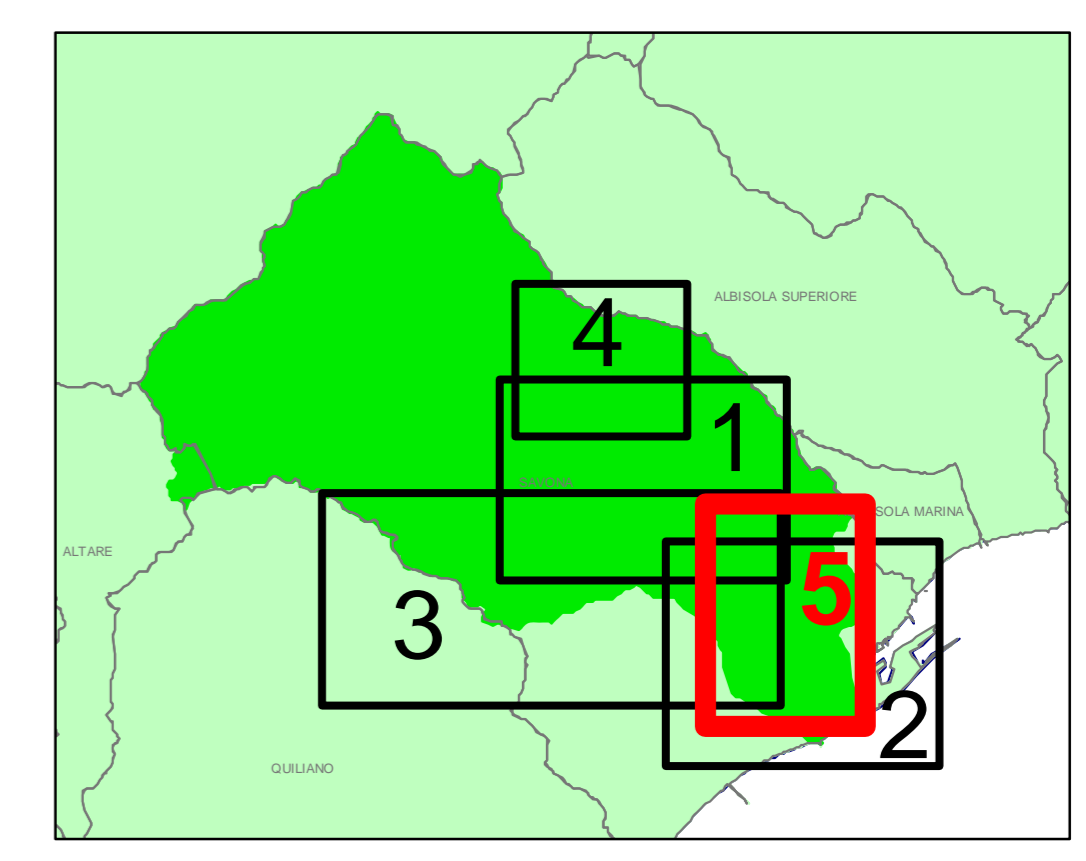 4
ALBISOLA SUPERIORE
1
SAVONA
SOLA MARINA
ALTARE
5
3
2
QUILIANO